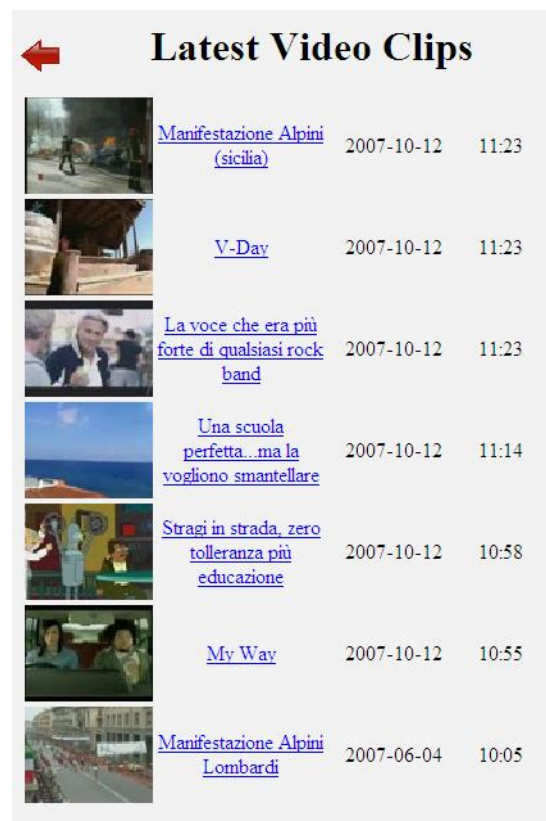 Latest Video Clips
Manifestazione Alpini
(sicilia)
2007-10-12
11:23
V-Day
2007-10-12
11:23
La voce che era più
forte di qualsiasi rock
band
2007-10-12
11:23
Una scuola
perfetta...ma la
vogliono smantellare
2007-10-12
11:14
Stragi in strada, zero
tolleranza più
educazione
2007-10-12
10:58
My Way
2007-10-12
10:55
Manifestazione Alpini
Lombardi
2007-06-04
10:05